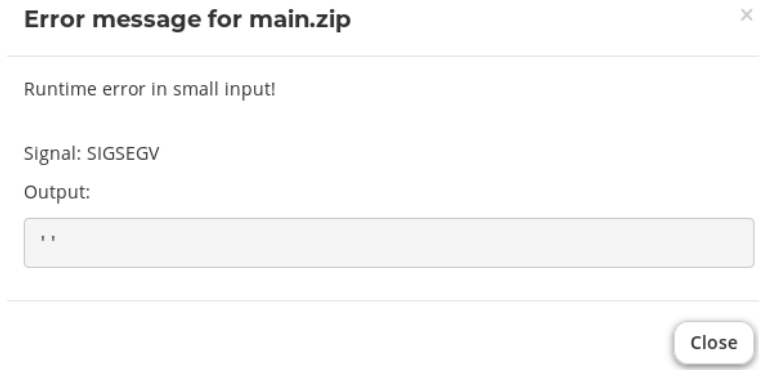 Error message for main.zip
×
Runtime error in small input!
Signal: SIGSEGV
Output:
''
Close